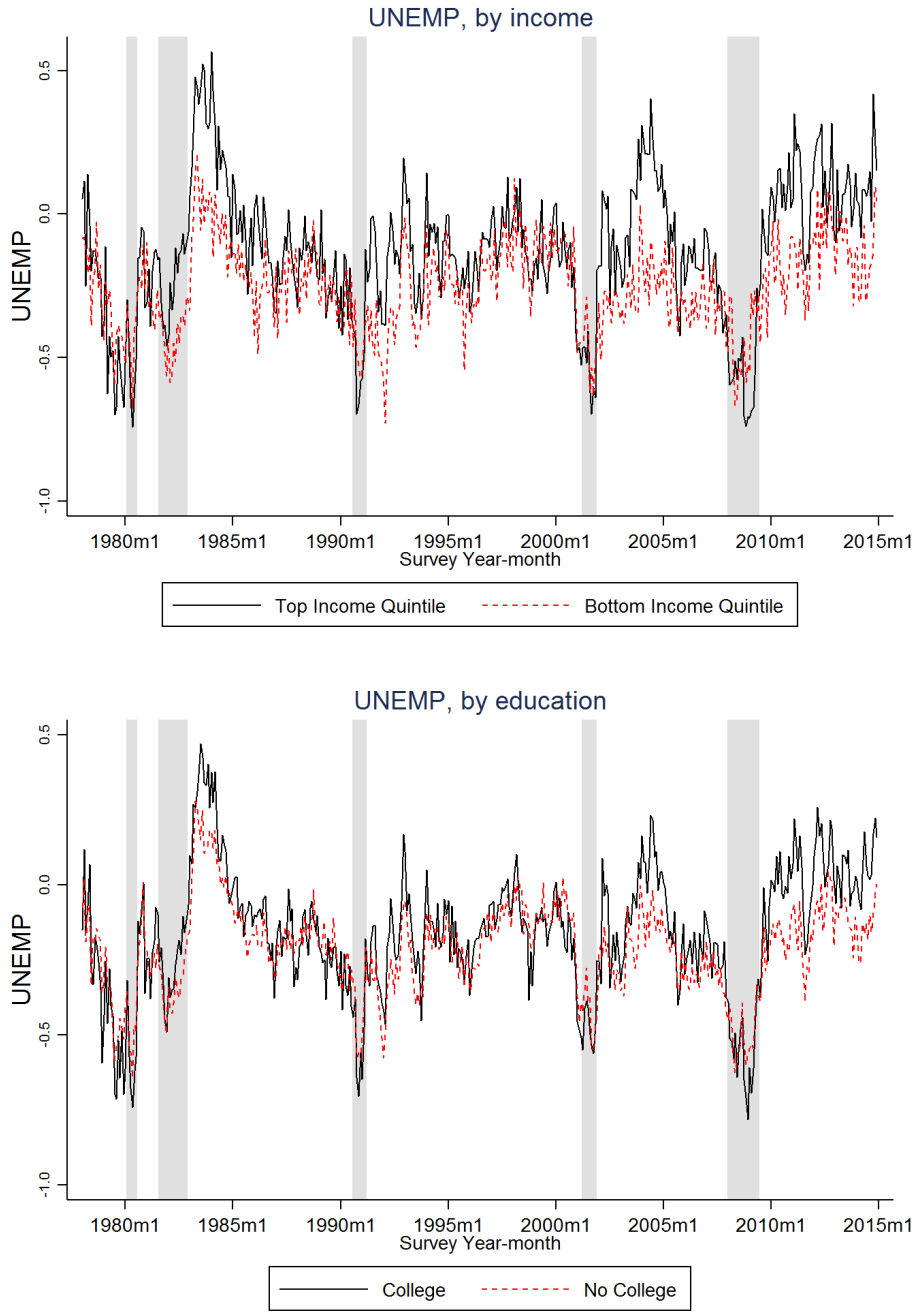 UNEMP, by income
UNEMP
0.5
0.0
-0.5
-1.0
1980m1 1985m1 1990m1 1995m1 2000m1 2005m1 2010m1 2015m1
Survey Year-month
Top Income Quintile Bottom Income Quintile
UNEMP, by education
UNEMP
0.5
0.0
-0.5
-1.0
1980m1 1985m1 1990m1 1995m1 2000m1 2005m1 2010m1 2015m1
Survey Year-month
College No College